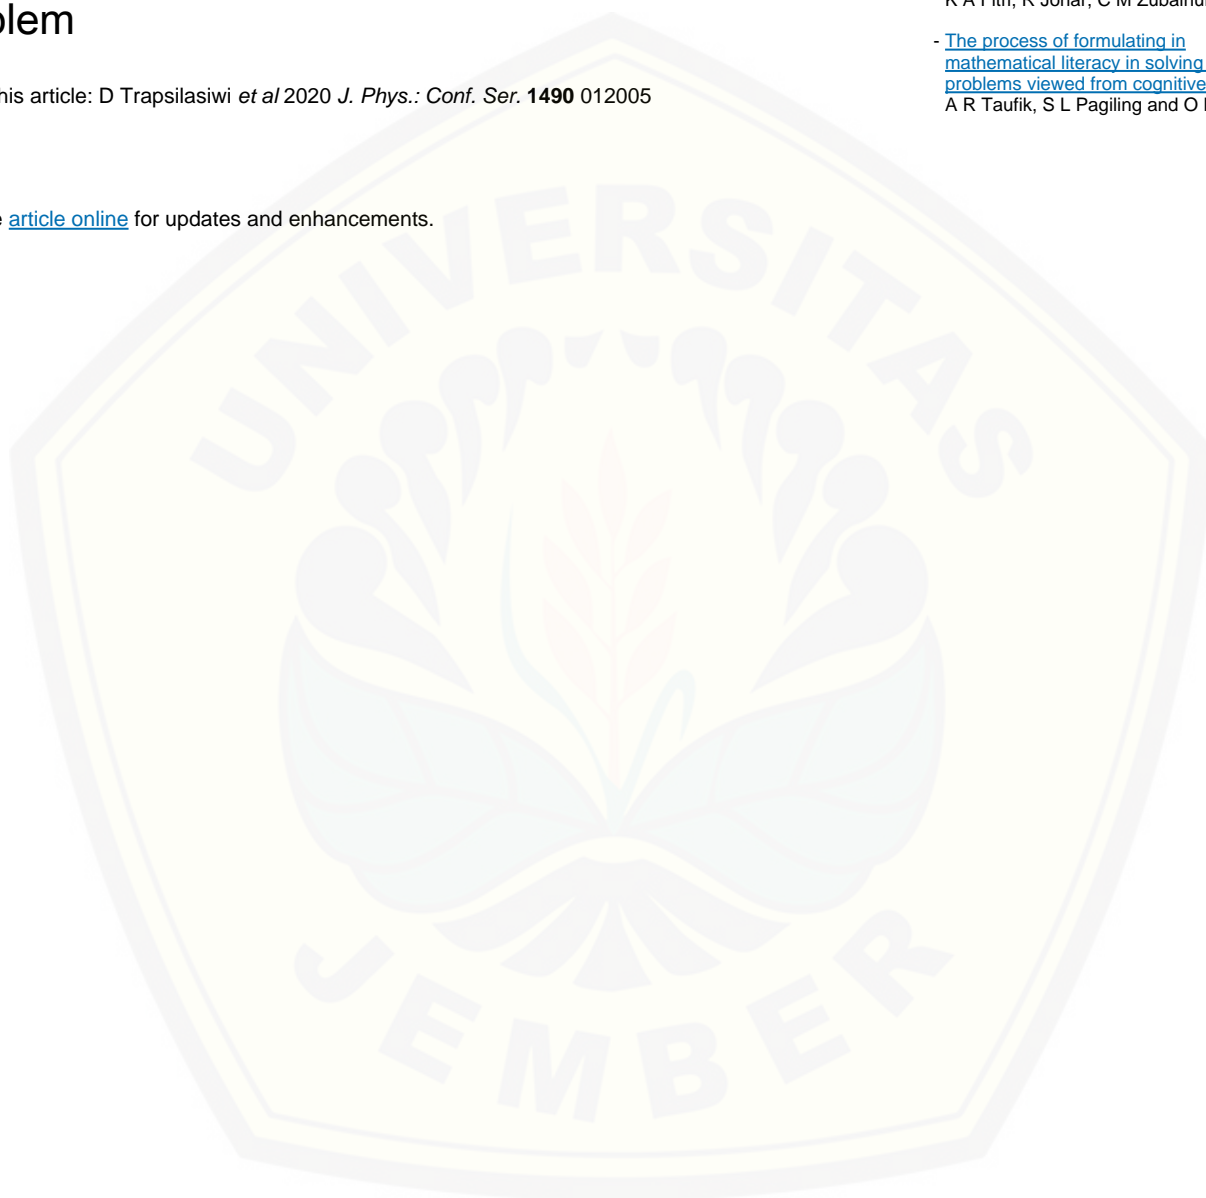 his article: D Trapsilasiwi et al 2020 J. Phys.: Conf. Ser. 1490 012005
article online for updates and enhancements.
- The process of formulating in
mathematical literacy in solving
problems viewed from cognitive
A R Taufik, S L Pagiling and O
UNIVERSITAS
JEMBER